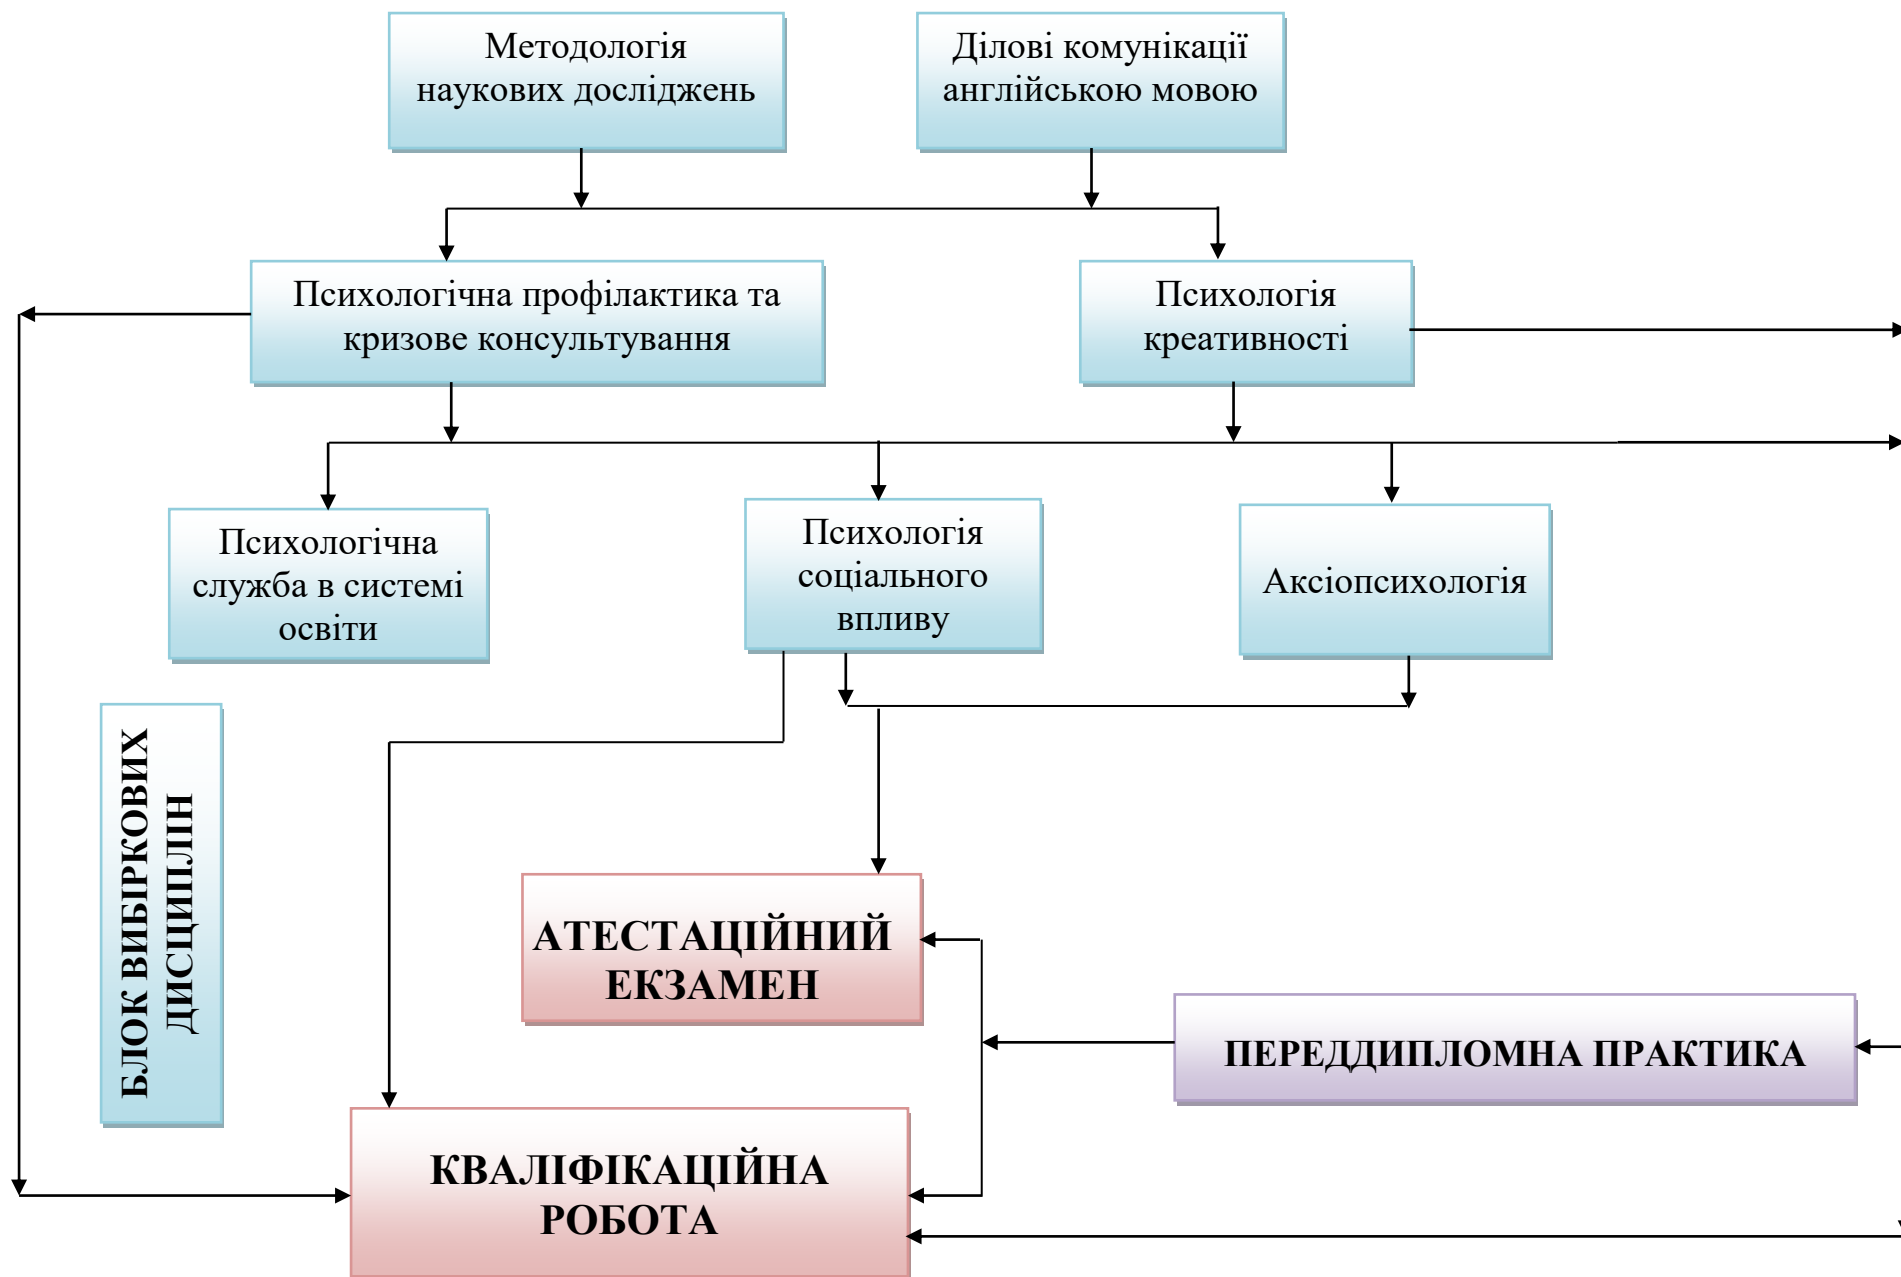 Методологія
наукових досліджень
Ділові комунікації
англійською мовою
Психологічна профілактика та
кризове консультування
Психологія
креативності
Психологічна
служба в системі
освіти
Психологія
соціального
впливу
Аксіопсихологія
БЛОК ВИБІРКОВИХ
ДИСЦИПЛІН
АТЕСТАЦІЙНИЙ
ЕКЗАМЕН
ПЕРЕДДИПЛОМНА ПРАКТИКА
КВАЛІФІКАЦІЙНА
РОБОТА